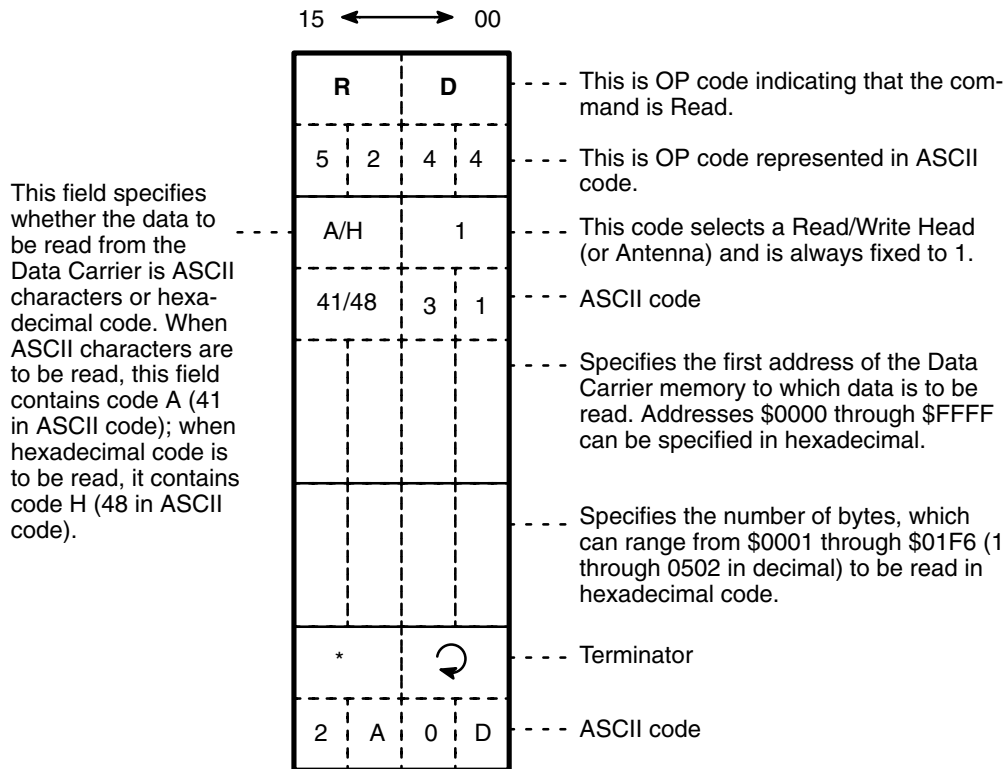 15 00
R D
This is OP code indicating that the com-
mand is Read.
5 2 4 4
This is OP code represented in ASCII
code.
This field specifies
whether the data to
be read from the
Data Carrier is ASCII
characters or hexa-
decimal code. When
ASCII characters are
to be read, this field
contains code A (41
in ASCII code); when
hexadecimal code is
to be read, it contains
code H (48 in ASCII
code).
A/H 1
This code selects a Read/Write Head
(or Antenna) and is always fixed to 1.
41/48 3 1
ASCII code
Specifies the first address of the Data
Carrier memory to which data is to be
read. Addresses $0000 through $FFFF
can be specified in hexadecimal.
Specifies the number of bytes, which
can range from $0001 through $01F6 (1
through 0502 in decimal) to be read in
hexadecimal code.
*
Terminator
2 A 0 D
ASCII code